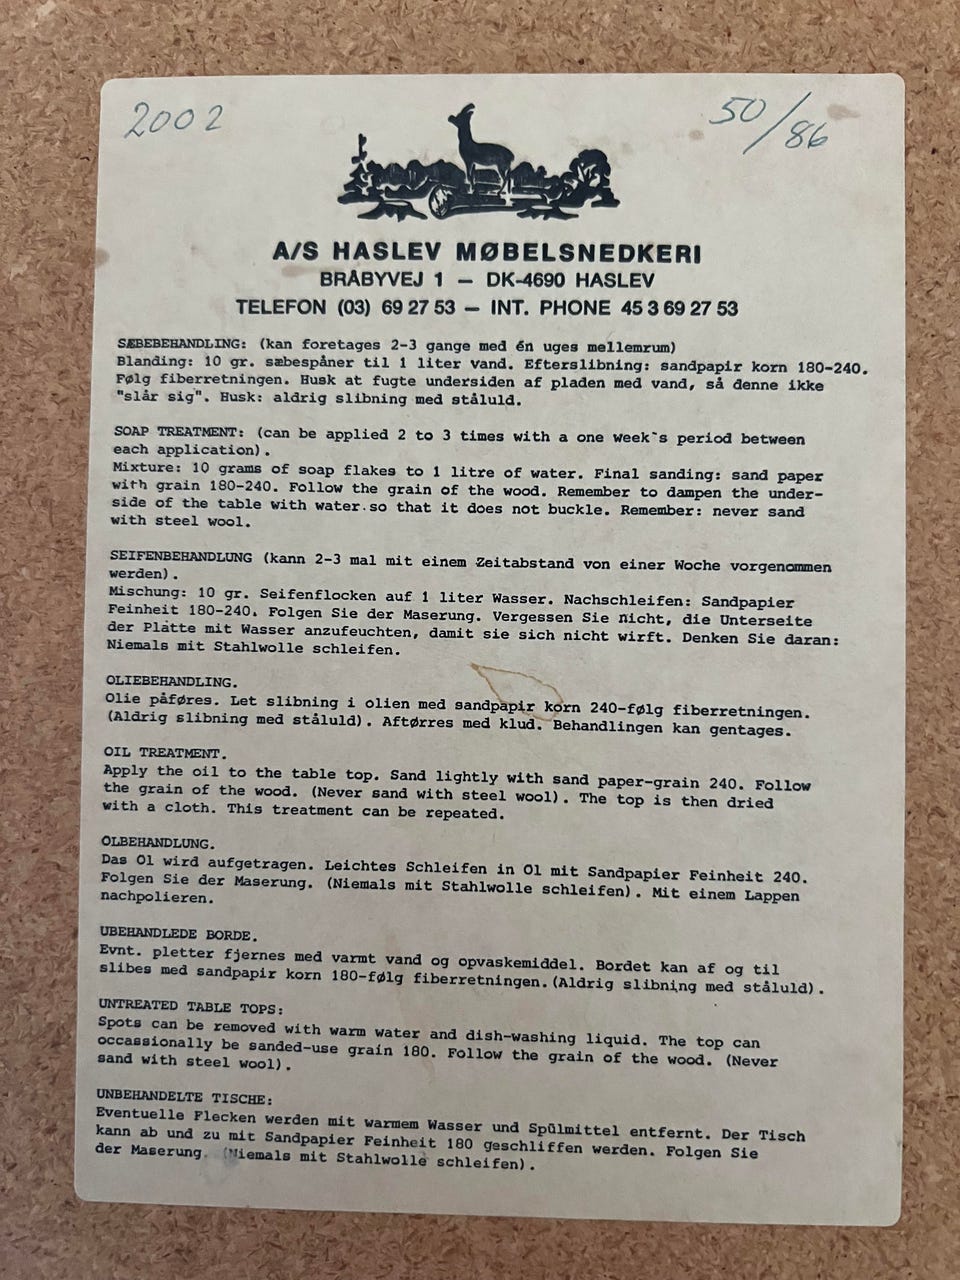 2002
50/86
A/S HASLEV MØBELSNEDKERI
BRÅBYVEJ 1 — DK-4690 HASLEV
TELEFON (03) 69 27 53 — INT. PHONE 45 3 69 27 53
SÆBEBEHANDLING: (kan foretages 2-3 gange med én uges mellemrum)
Blanding: 10 gr. sæbespåner til 1 liter vand. Efterslibning: sandpapir korn 180-240.
Følg fiberretningen. Husk at fugte undersiden af pladen med vand, så denne ikke
"slår sig". Husk: aldrig slibning med ståluld.
SOAP TREATMENT: (can be applied 2 to 3 times with a one week`s period between
each application).
Mixture: 10 grams of soap flakes to 1 litre of water. Final sanding: sand paper
with grain 180-240. Follow the grain of the wood. Remember to dampen the under-
side of the table with water.so that it does not buckle. Remember: never sand
with steel wool.
SEIFENBEHANDLUNG (kann 2-3 mal mit einem Zeitabstand von einer Woche vorgenommen
werden).
Mischung: 10 gr. Seifenflocken auf 1 liter Wasser. Nachschleifen: Sandpapier
Feinheit 180-240. Folgen Sie der Maserung. Vergessen Sie nicht, die Unterseite
der Platte mit Wasser anzufeuchten, damit sie sich nicht wirft. Denken Sie daran:
Niemals mit Stahlwolle schleifen.
OLIEBEHANDLING.
Olie påføres. Let slibning i olien med sandpapir korn 240-følg fiberretningen.
(Aldrig slibning med ståluld). Aftørres med klud. Behandlingen kan gentages.
OIL TREATMENT.
Apply the oil to the table top. Sand lightly with sand paper-grain 240. Follow
the grain of the wood. (Never sand with steel wool). The top is then dried
with a cloth. This treatment can be repeated.
OLBEHANDLUNG.
Das Ol wird aufgetragen. Leichtes Schleifen in Ol mit Sandpapier Feinheit 240.
Folgen Sie der Maserung. (Niemals mit Stahlwolle schleifen). Mit einem Lappen
nachpolieren.
UBEHANDLEDE BORDE.
Evnt. pletter fjernes med varmt vand og opvaskemiddel. Bordet kan af og til
slibes med sandpapir korn 180-følg fiberretningen.(Aldrig slibning med ståluld).
UNTREATED TABLE TOPS:
Spots can be removed with warm water and dish-washing liquid. The top can
occassionally be sanded-use grain 180. Follow the grain of the wood. (Never
sand with steel wool).
UNBEHANDELTE TISCHE:
Eventuelle Flecken werden mit warmem Wasser und Spülmittel entfernt. Der Tisch
kann ab und zu mit Sandpapier Feinheit 180 geschliffen werden. Folgen Sie
der Maserung. (Niemals mit Stahlwolle schleifen).